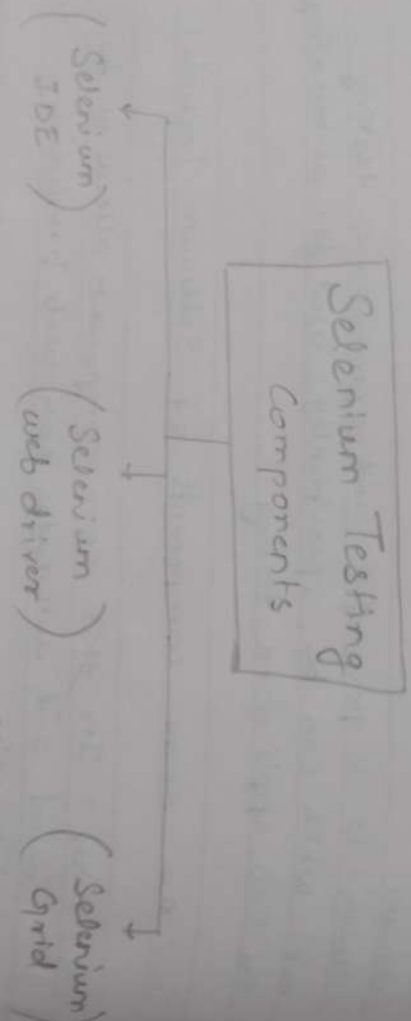 Selenium Testing
Components
(Selenium
IDE)
(Selenium
web driver)
(Selenium
Grid)